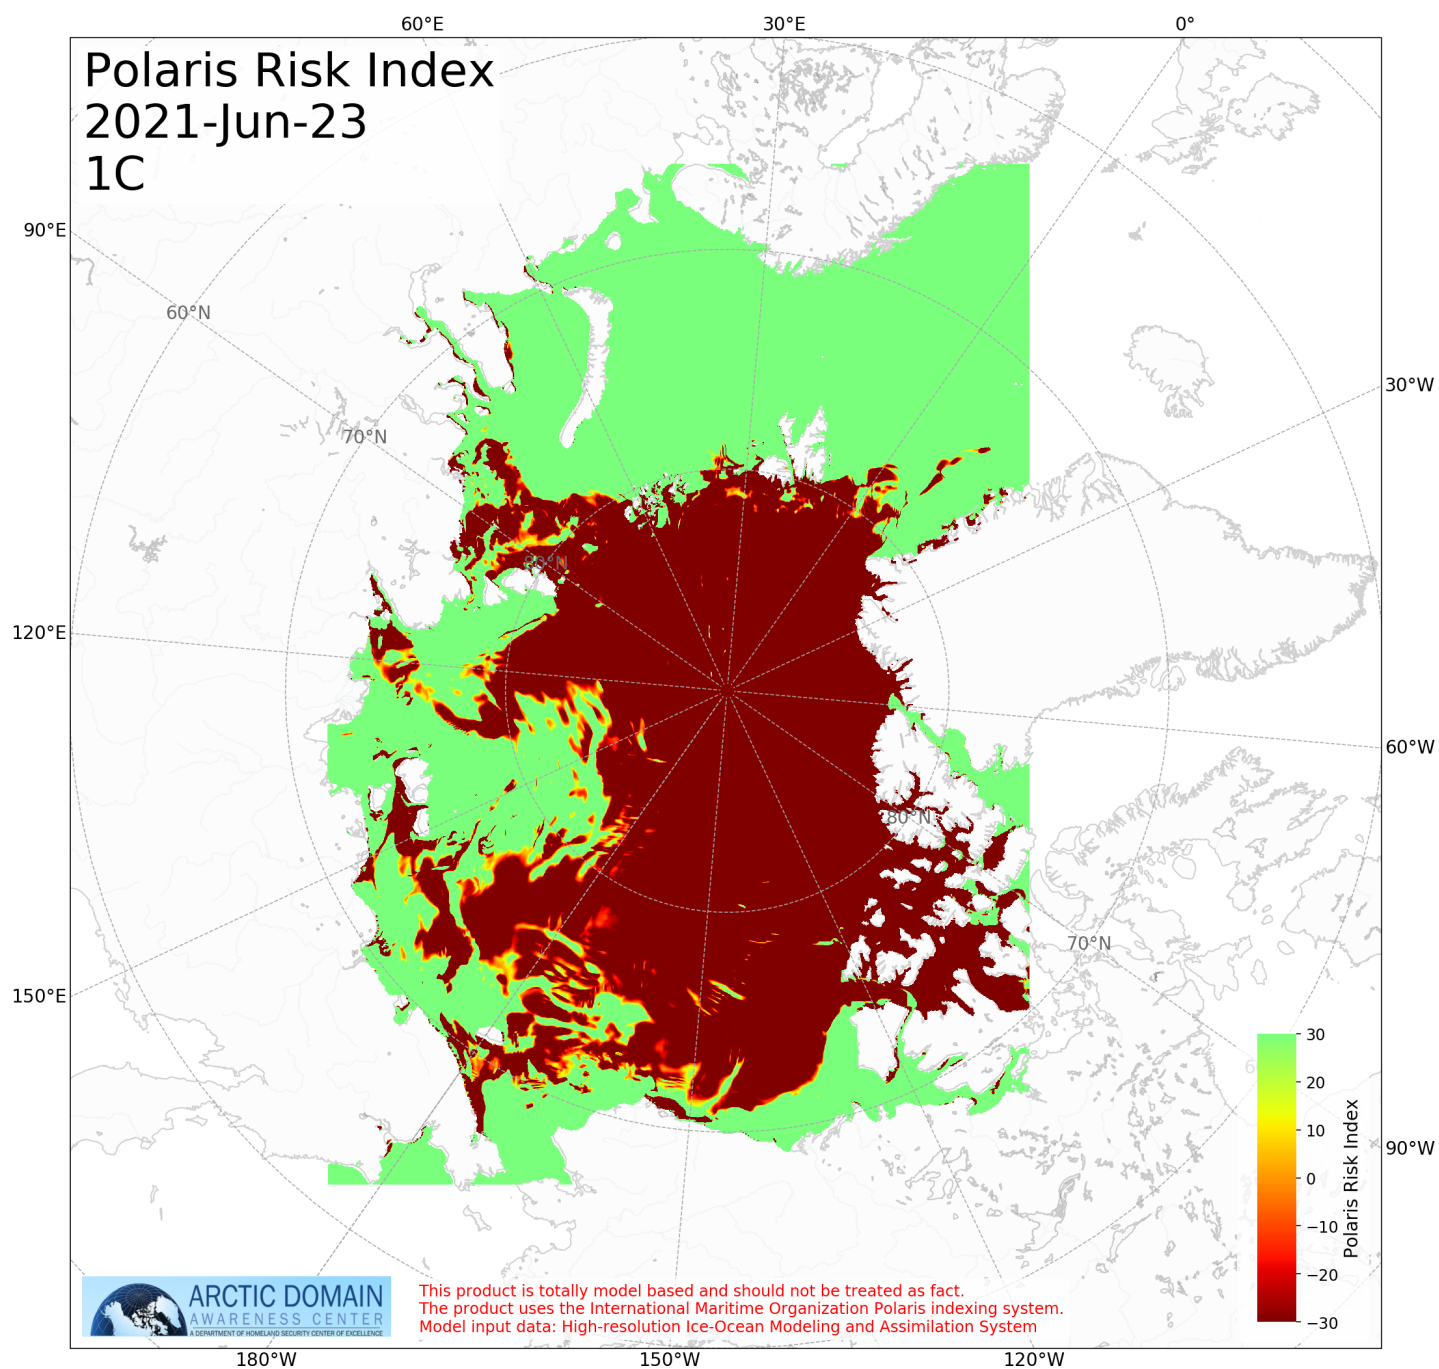 60°E
30°E
0°
Polaris Risk Index
2021-Jun-23
1C
90°E
60°N
30°W
70°N
80°N
120°E
60°W
80°N
70°N
150°E
30
20
10
0
−10
−20
−30
Polaris Risk Index
90°W
ARCTIC DOMAIN
AWARENESS CENTER
A DEPARTMENT OF HOMELAND SECURITY CENTER OF EXCELLENCE
This product is totally model based and should not be treated as fact.
The product uses the International Maritime Organization Polaris indexing system.
Model input data: High-resolution Ice-Ocean Modeling and Assimilation System
180°W
150°W
120°W